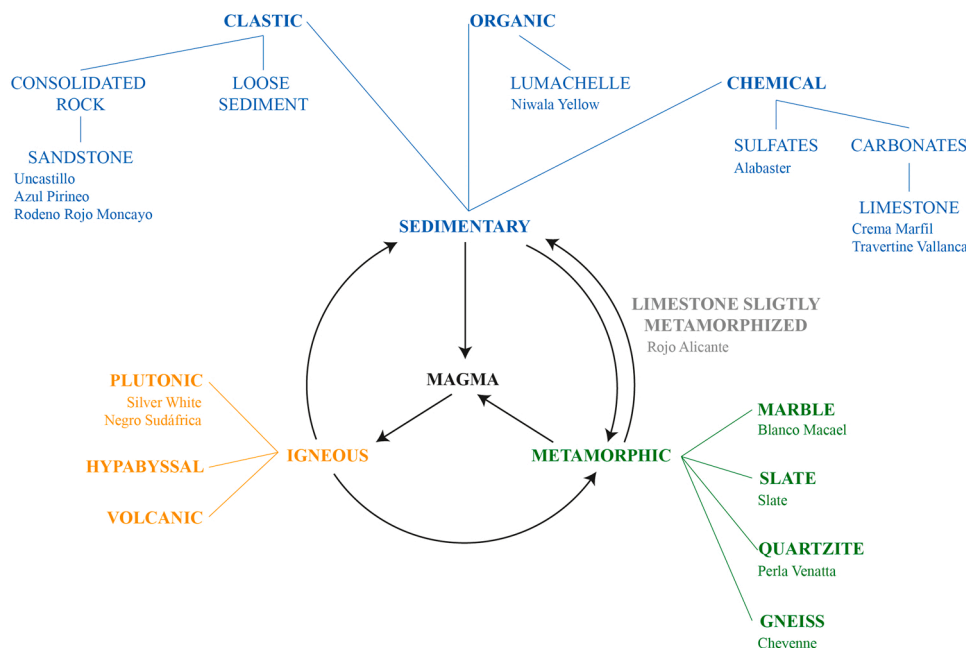 CLASTIC
ORGANIC
CONSOLIDATED
ROCK
LOOSE
SEDIMENT
LUMACHELLE
Niwala Yellow
CHEMICAL
SANDSTONE
Uncastillo
Azul Pirineo
Rodeno Rojo Moncayo
SULFATES
Alabaster
CARBONATES
LIMESTONE
Crema Marfil
Travertine Vallanca
SEDIMENTARY
LIMESTONE SLIGTLY
METAMORPHIZED
Rojo Alicante
MAGMA
PLUTONIC
Silver White
Negro Sudáfrica
HYPABYSSAL
VOLCANIC
IGNEOUS
METAMORPHIC
MARBLE
Blanco Macael
SLATE
Slate
QUARTZITE
Perla Venatta
GNEISS
Cheyenne